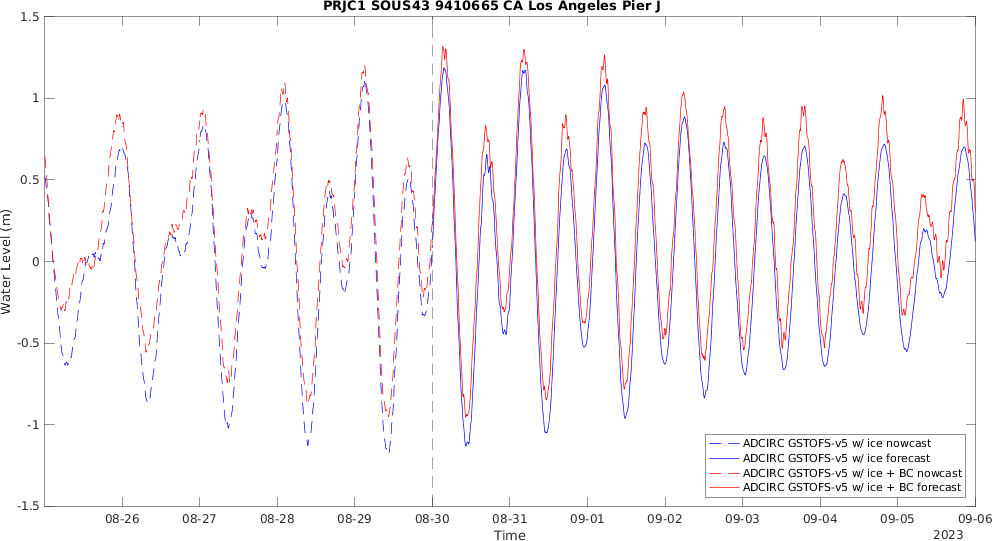 PRJC1 SOUS43 9410665 CA Los Angeles Pier J
1.5
1
0.5
0
-0.5
-1
-1.5
Water Level (m)
08-26 08-27 08-28 08-29 08-30 08-31 09-01 09-02 09-03 09-04 09-05 09-06
Time
2023
ADCIRC GSTOFS-v5 w/ ice nowcast
ADCIRC GSTOFS-v5 w/ ice forecast
ADCIRC GSTOFS-v5 w/ ice + BC nowcast
ADCIRC GSTOFS-v5 w/ ice + BC forecast